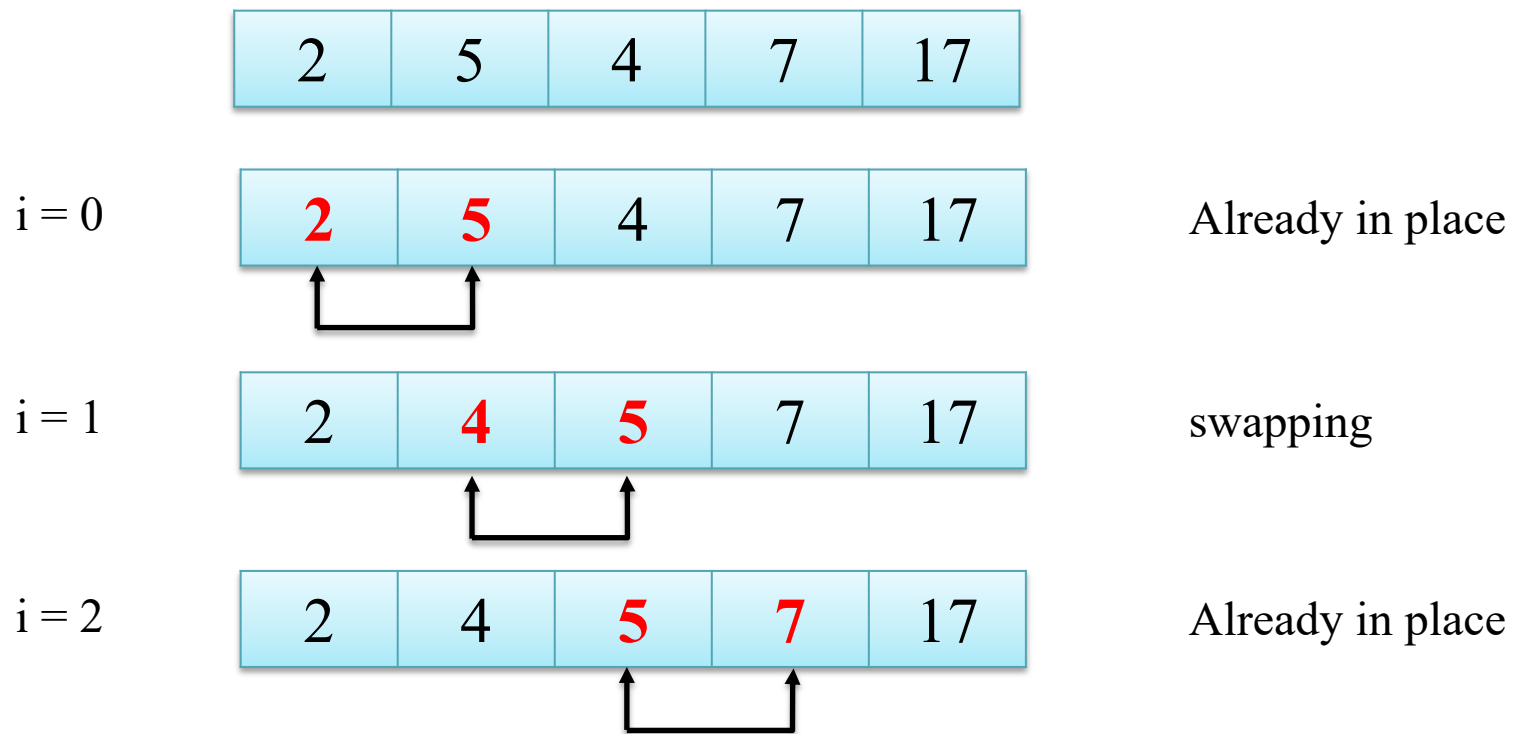 2 5 4 7 17
i = 0 2 5 4 7 17 Already in place
i = 1 2 4 5 7 17 swapping
i = 2 2 4 5 7 17 Already in place